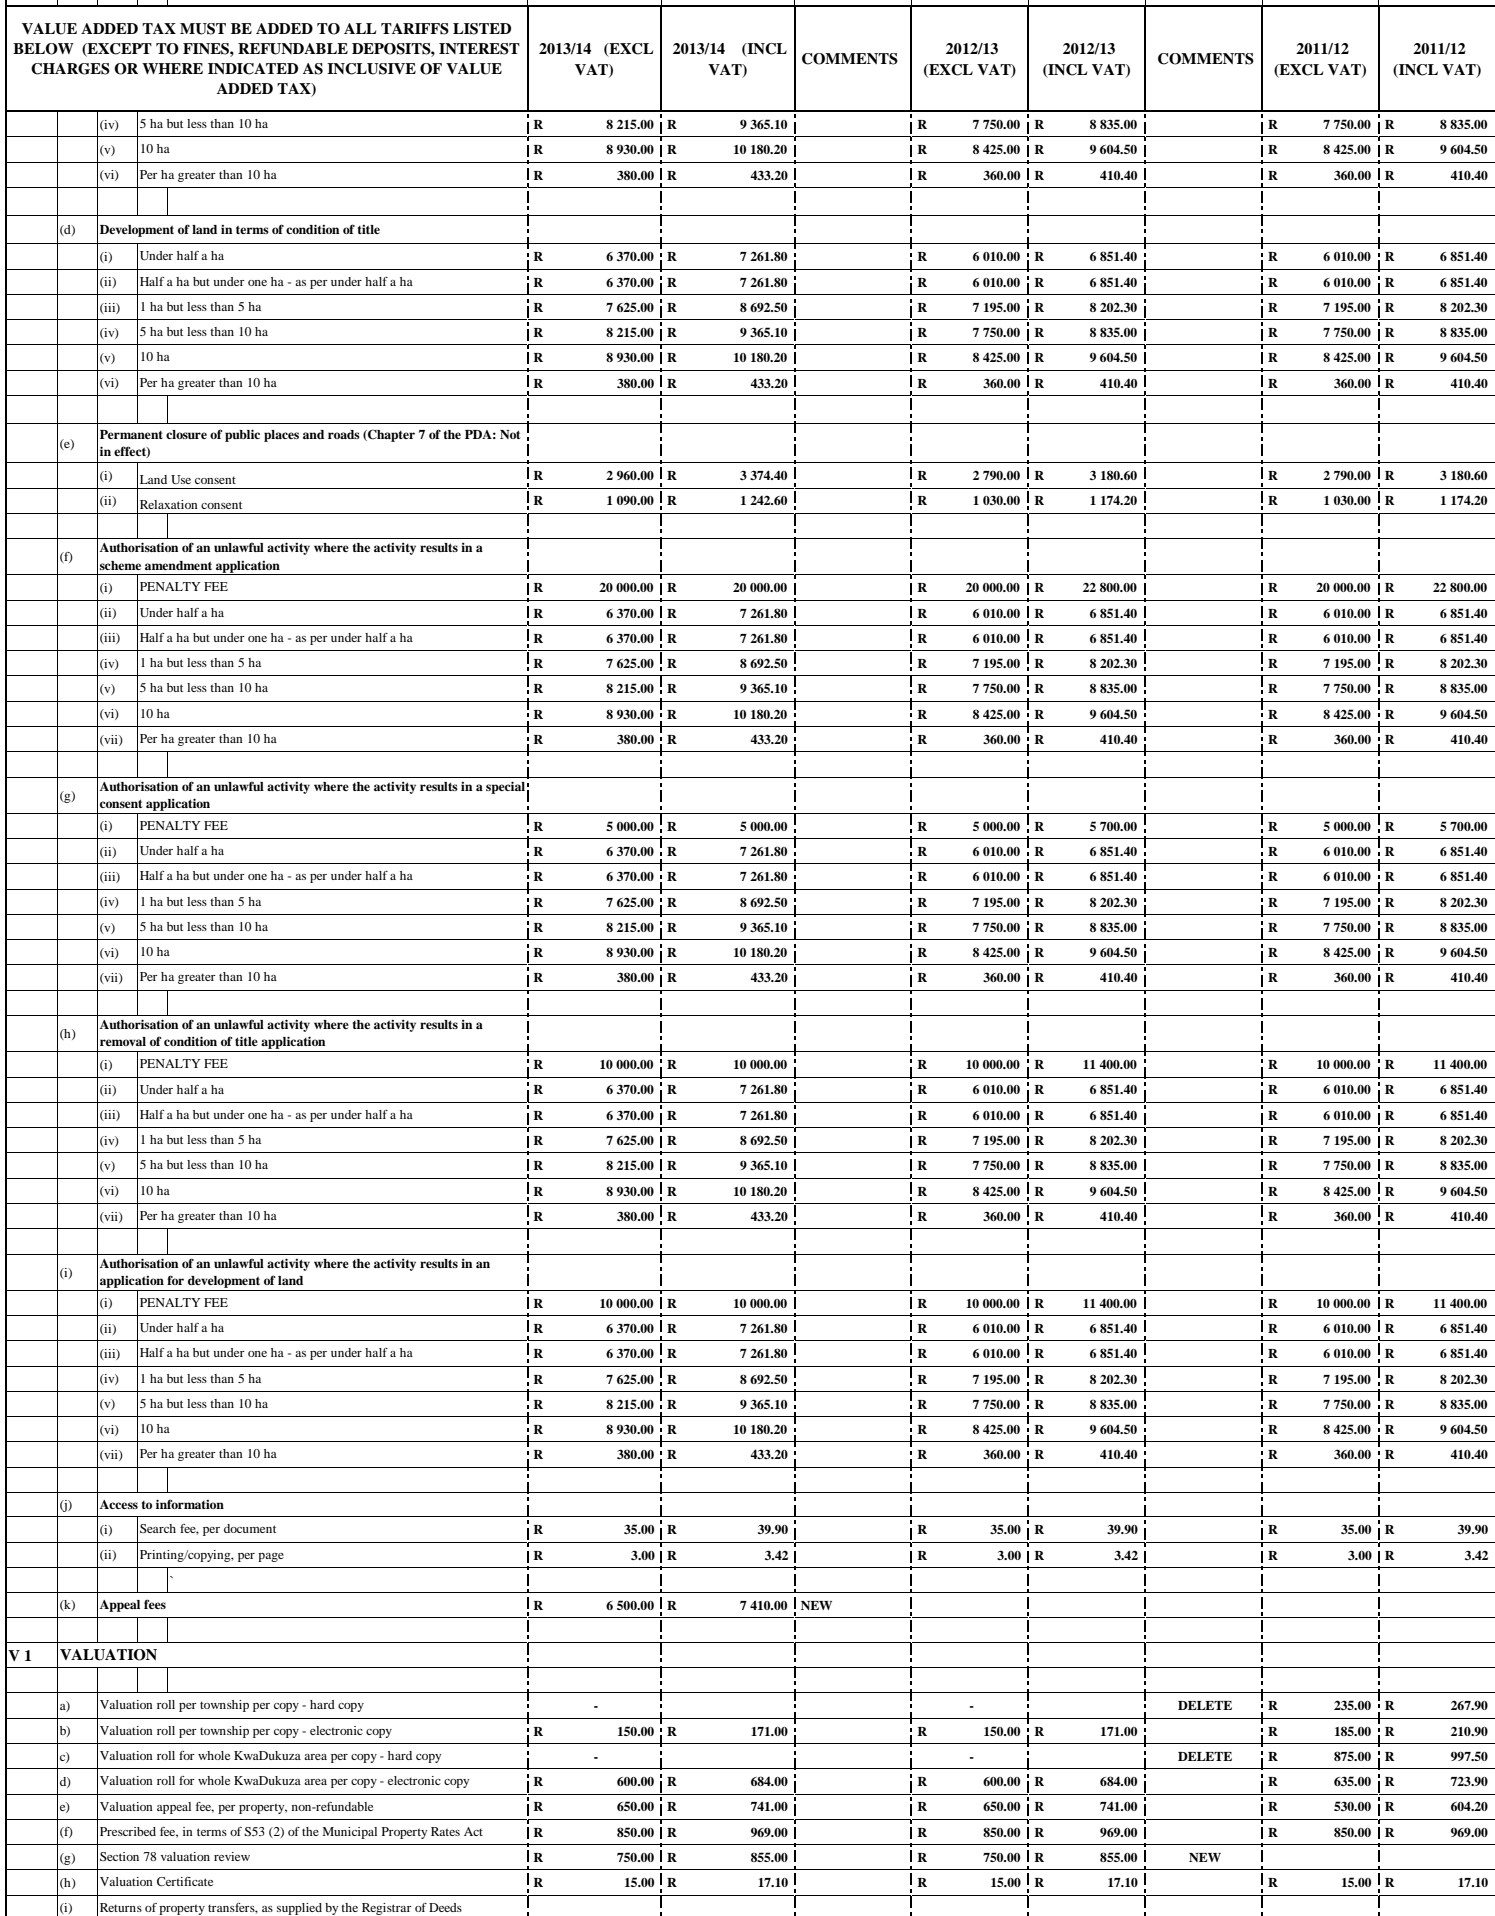 VALUE ADDED TAX MUST BE ADDED TO ALL TARIFFS LISTED BELOW (EXCEPT TO FINES, REFUNDABLE DEPOSITS, INTEREST CHARGES OR WHERE INDICATED AS INCLUSIVE OF VALUE ADDED TAX) 2013/14 (EXCL VAT) 2013/14 (INCL VAT) COMMENTS 2012/13 (EXCL VAT) 2012/13 (INCL VAT) COMMENTS 2011/12 (EXCL VAT) 2011/12 (INCL VAT)
(iv) 5 ha but less than 10 ha R 8 215.00 R 9 365.10 R 7 750.00 R 8 835.00 R 7 750.00 R 8 835.00
(v) 10 ha R 8 930.00 R 10 180.20 R 8 425.00 R 9 604.50 R 8 425.00 R 9 604.50
(vi) Per ha greater than 10 ha R 380.00 R 433.20 R 360.00 R 410.40 R 360.00 R 410.40
(d) Development of land in terms of condition of title
(i) Under half a ha R 6 370.00 R 7 261.80 R 6 010.00 R 6 851.40 R 6 010.00 R 6 851.40
(ii) Half a ha but under one ha - as per under half a ha R 6 370.00 R 7 261.80 R 6 010.00 R 6 851.40 R 6 010.00 R 6 851.40
(iii) 1 ha but less than 5 ha R 7 625.00 R 8 692.50 R 7 195.00 R 8 202.30 R 7 195.00 R 8 202.30
(iv) 5 ha but less than 10 ha R 8 215.00 R 9 365.10 R 7 750.00 R 8 835.00 R 7 750.00 R 8 835.00
(v) 10 ha R 8 930.00 R 10 180.20 R 8 425.00 R 9 604.50 R 8 425.00 R 9 604.50
(vi) Per ha greater than 10 ha R 380.00 R 433.20 R 360.00 R 410.40 R 360.00 R 410.40
(e) Permanent closure of public places and roads (Chapter 7 of the PDA: Not
in effect)
(i) Land Use consent R 2 960.00 R 3 374.40 R 2 790.00 R 3 180.60 R 2 790.00 R 3 180.60
(ii) Relaxation consent R 1 090.00 R 1 242.60 R 1 030.00 R 1 174.20 R 1 030.00 R 1 174.20
(f) Authorisation of an unlawful activity where the activity results in a
scheme amendment application
(i) PENALTY FEE R 20 000.00 R 20 000.00 R 20 000.00 R 22 800.00 R 20 000.00 R 22 800.00
(ii) Under half a ha R 6 370.00 R 7 261.80 R 6 010.00 R 6 851.40 R 6 010.00 R 6 851.40
(iii) Half a ha but under one ha - as per under half a ha R 6 370.00 R 7 261.80 R 6 010.00 R 6 851.40 R 6 010.00 R 6 851.40
(iv) 1 ha but less than 5 ha R 7 625.00 R 8 692.50 R 7 195.00 R 8 202.30 R 7 195.00 R 8 202.30
(v) 5 ha but less than 10 ha R 8 215.00 R 9 365.10 R 7 750.00 R 8 835.00 R 7 750.00 R 8 835.00
(vi) 10 ha R 8 930.00 R 10 180.20 R 8 425.00 R 9 604.50 R 8 425.00 R 9 604.50
(vii) Per ha greater than 10 ha R 380.00 R 433.20 R 360.00 R 410.40 R 360.00 R 410.40
(g) Authorisation of an unlawful activity where the activity results in a special
consent application
(i) PENALTY FEE R 5 000.00 R 5 000.00 R 5 000.00 R 5 700.00 R 5 000.00 R 5 700.00
(ii) Under half a ha R 6 370.00 R 7 261.80 R 6 010.00 R 6 851.40 R 6 010.00 R 6 851.40
(iii) Half a ha but under one ha - as per under half a ha R 6 370.00 R 7 261.80 R 6 010.00 R 6 851.40 R 6 010.00 R 6 851.40
(iv) 1 ha but less than 5 ha R 7 625.00 R 8 692.50 R 7 195.00 R 8 202.30 R 7 195.00 R 8 202.30
(v) 5 ha but less than 10 ha R 8 215.00 R 9 365.10 R 7 750.00 R 8 835.00 R 7 750.00 R 8 835.00
(vi) 10 ha R 8 930.00 R 10 180.20 R 8 425.00 R 9 604.50 R 8 425.00 R 9 604.50
(vii) Per ha greater than 10 ha R 380.00 R 433.20 R 360.00 R 410.40 R 360.00 R 410.40
(h) Authorisation of an unlawful activity where the activity results in a
removal of condition of title application
(i) PENALTY FEE R 10 000.00 R 10 000.00 R 10 000.00 R 11 400.00 R 10 000.00 R 11 400.00
(ii) Under half a ha R 6 370.00 R 7 261.80 R 6 010.00 R 6 851.40 R 6 010.00 R 6 851.40
(iii) Half a ha but under one ha - as per under half a ha R 6 370.00 R 7 261.80 R 6 010.00 R 6 851.40 R 6 010.00 R 6 851.40
(iv) 1 ha but less than 5 ha R 7 625.00 R 8 692.50 R 7 195.00 R 8 202.30 R 7 195.00 R 8 202.30
(v) 5 ha but less than 10 ha R 8 215.00 R 9 365.10 R 7 750.00 R 8 835.00 R 7 750.00 R 8 835.00
(vi) 10 ha R 8 930.00 R 10 180.20 R 8 425.00 R 9 604.50 R 8 425.00 R 9 604.50
(vii) Per ha greater than 10 ha R 380.00 R 433.20 R 360.00 R 410.40 R 360.00 R 410.40
(i) Authorisation of an unlawful activity where the activity results in an
application for development of land
(i) PENALTY FEE R 10 000.00 R 10 000.00 R 10 000.00 R 11 400.00 R 10 000.00 R 11 400.00
(ii) Under half a ha R 6 370.00 R 7 261.80 R 6 010.00 R 6 851.40 R 6 010.00 R 6 851.40
(iii) Half a ha but under one ha - as per under half a ha R 6 370.00 R 7 261.80 R 6 010.00 R 6 851.40 R 6 010.00 R 6 851.40
(iv) 1 ha but less than 5 ha R 7 625.00 R 8 692.50 R 7 195.00 R 8 202.30 R 7 195.00 R 8 202.30
(v) 5 ha but less than 10 ha R 8 215.00 R 9 365.10 R 7 750.00 R 8 835.00 R 7 750.00 R 8 835.00
(vi) 10 ha R 8 930.00 R 10 180.20 R 8 425.00 R 9 604.50 R 8 425.00 R 9 604.50
(vii) Per ha greater than 10 ha R 380.00 R 433.20 R 360.00 R 410.40 R 360.00 R 410.40
(j) Access to information
(i) Search fee, per document R 35.00 R 39.90 R 35.00 R 39.90 R 35.00 R 39.90
(ii) Printing/copying, per page R 3.00 R 3.42 R 3.00 R 3.42 R 3.00 R 3.42
`
(k) Appeal fees R 6 500.00 R 7 410.00 NEW
V 1 VALUATION
a) Valuation roll per township per copy - hard copy - - DELETE R 235.00 R 267.90
b) Valuation roll per township per copy - electronic copy R 150.00 R 171.00 R 150.00 R 171.00 R 185.00 R 210.90
c) Valuation roll for whole KwaDukuza area per copy - hard copy - - DELETE R 875.00 R 997.50
d) Valuation roll for whole KwaDukuza area per copy - electronic copy R 600.00 R 684.00 R 600.00 R 684.00 R 635.00 R 723.90
e) Valuation appeal fee, per property, non-refundable R 650.00 R 741.00 R 650.00 R 741.00 R 530.00 R 604.20
(f) Prescribed fee, in terms of S53 (2) of the Municipal Property Rates Act R 850.00 R 969.00 R 850.00 R 969.00 R 850.00 R 969.00
(g) Section 78 valuation review R 750.00 R 855.00 R 750.00 R 855.00 NEW
(h) Valuation Certificate R 15.00 R 17.10 R 15.00 R 17.10 R 15.00 R 17.10
(i) Returns of property transfers, as supplied by the Registrar of Deeds